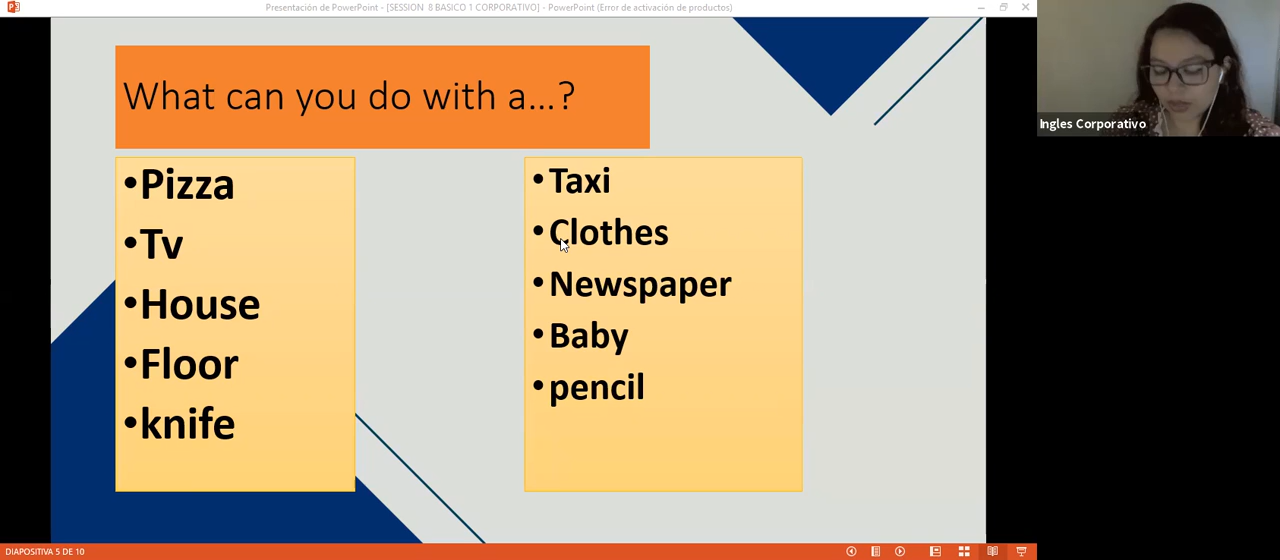 Presentación de PowerPoint - [SESSION 8 BASICO 1 CORPORATIVO] - PowerPoint (Error de activación de productos)
What can you do with a...?
•Pizza
•Tv
•House
•Floor
•knife
•Taxi
•Clothes
•Newspaper
•Baby
•pencil
Ingles Corporativo
DIAPOSITIVA 5 DE 10